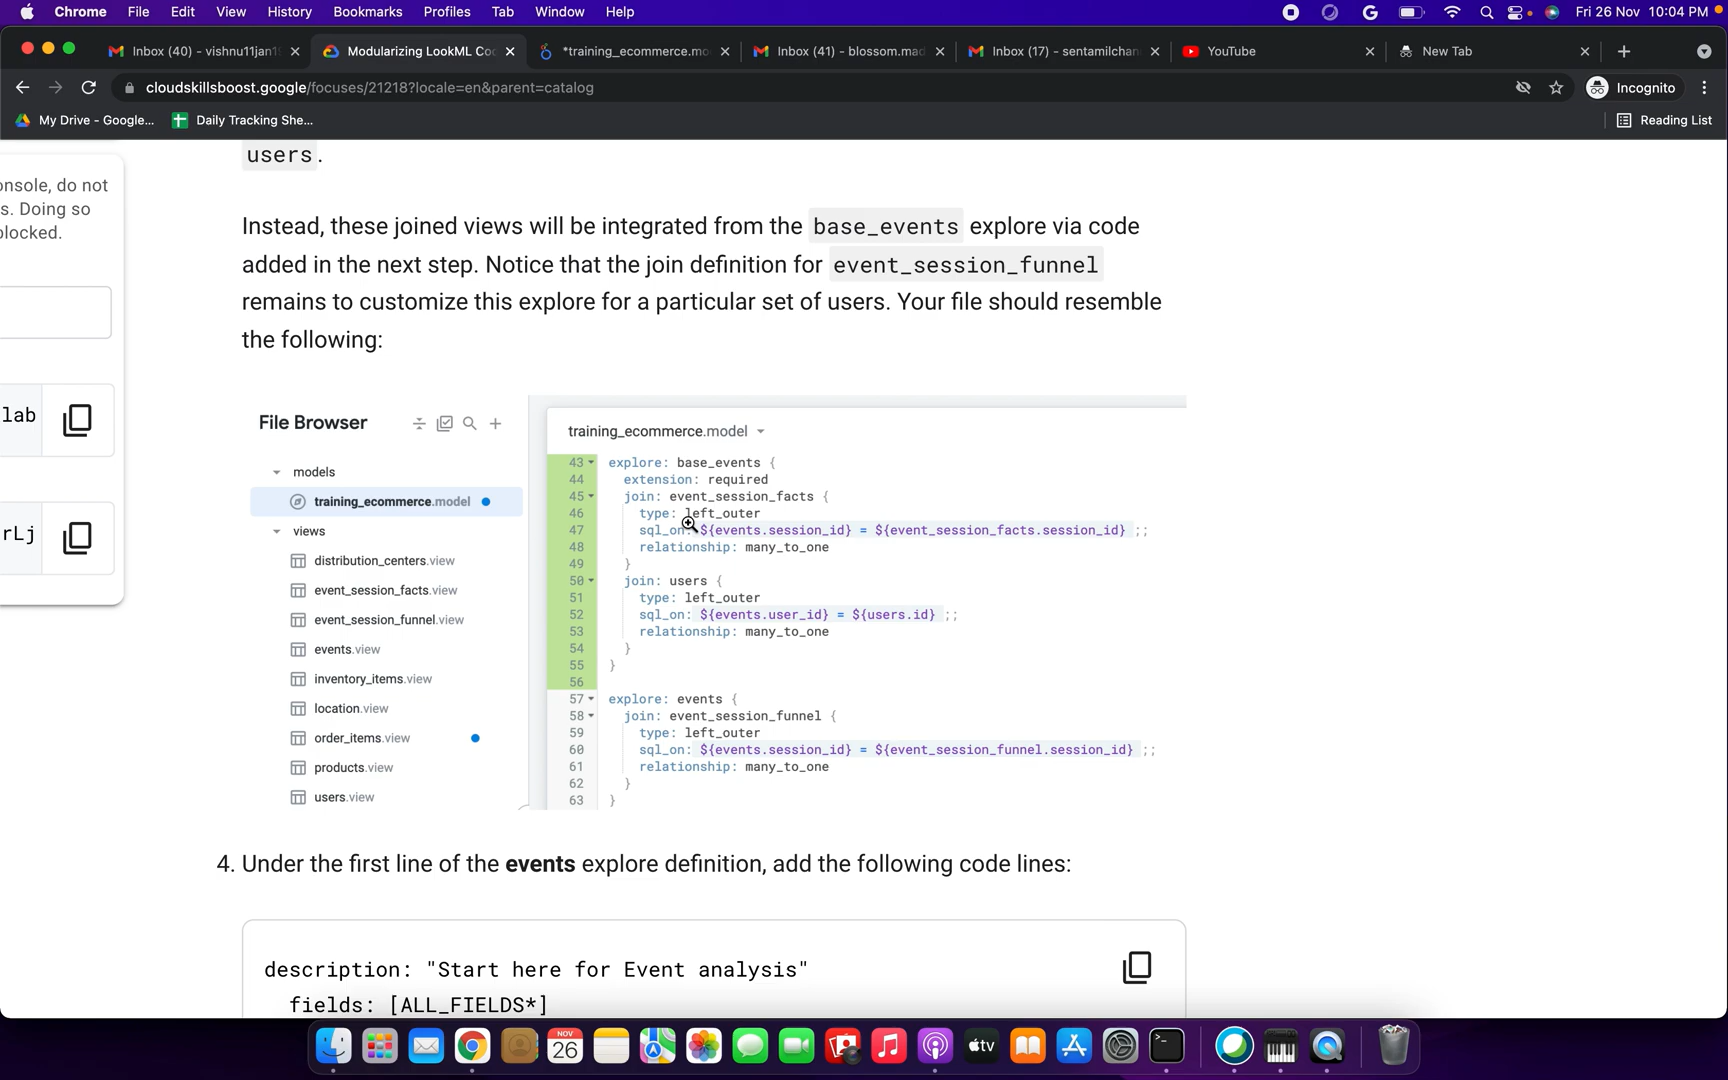 Chrome File Edit View History Bookmarks Profiles Tab Window Help Fri 26 Nov 10:04 PM
Inbox (40) - vishnu11jan1 Modularizing LookML Co *training_ecommerce.mo Inbox (41) - blossom.mad Inbox (17) - sentamilchan YouTube New Tab
cloudskillsboost.google/focuses/21218?locale=en&parent=catalog Incognito
My Drive - Google... Daily Tracking She... Reading List
onsole, do not
s. Doing so
locked.
lab
rLj
users.
Instead, these joined views will be integrated from the base_events explore via code
added in the next step. Notice that the join definition for event_session_funnel
remains to customize this explore for a particular set of users. Your file should resemble
the following:
File Browser
models
training_ecommerce.model
views
distribution_centers.view
event_session_facts.view
event_session_funnel.view
events.view
inventory_items.view
location.view
order_items.view
products.view
users.view
training_ecommerce.model
43 explore: base_events {
44 extension: required
45 join: event_session_facts {
46 type: left_outer
47 sql_on: ${events.session_id} = ${event_session_facts.session_id} ;;
48 relationship: many_to_one
49 }
50 join: users {
51 type: left_outer
52 sql_on: ${events.user_id} = ${users.id} ;;
53 relationship: many_to_one
54 }
55 }
56
57 explore: events {
58 join: event_session_funnel {
59 type: left_outer
60 sql_on: ${events.session_id} = ${event_session_funnel.session_id} ;;
61 relationship: many_to_one
62 }
63 }
4. Under the first line of the events explore definition, add the following code lines:
description: "Start here for Event analysis"
fields: [ALL_FIELDS*]
NOV
26
tv